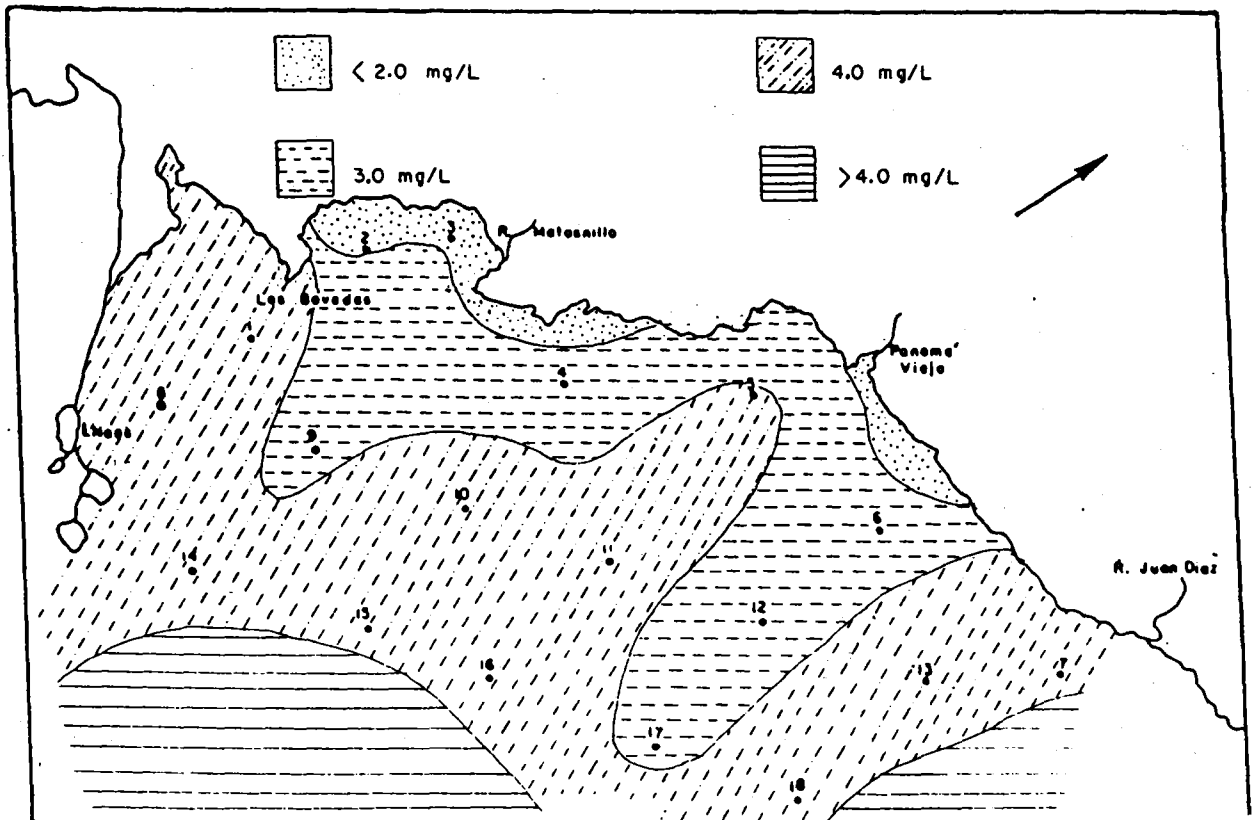 < 2.0 mg/L
4.0 mg/L
3.0 mg/L
> 4.0 mg/L
2
3
R. Matasnillo
Las Bovedas
1
Panama'
Viejo
8
4
5
L'Naos
9
10
6
11
14
R. Juan Diaz
12
15
16
13
7
17
18